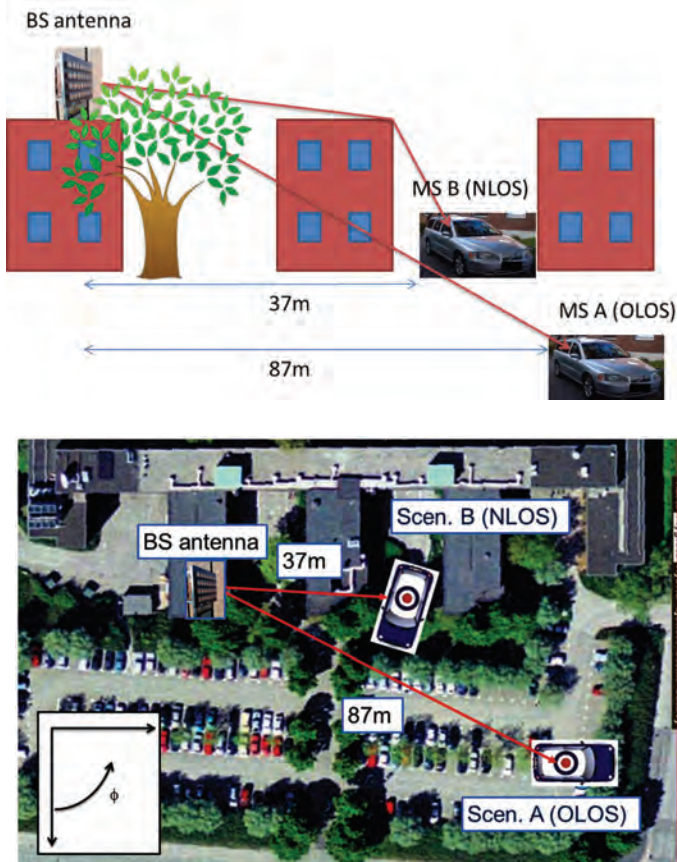 BS antenna
MS B (NLOS)
37m
MS A (OLOS)
87m
Scen. B (NLOS)
BS antenna
37m
87m
ϕ
Scen. A (OLOS)